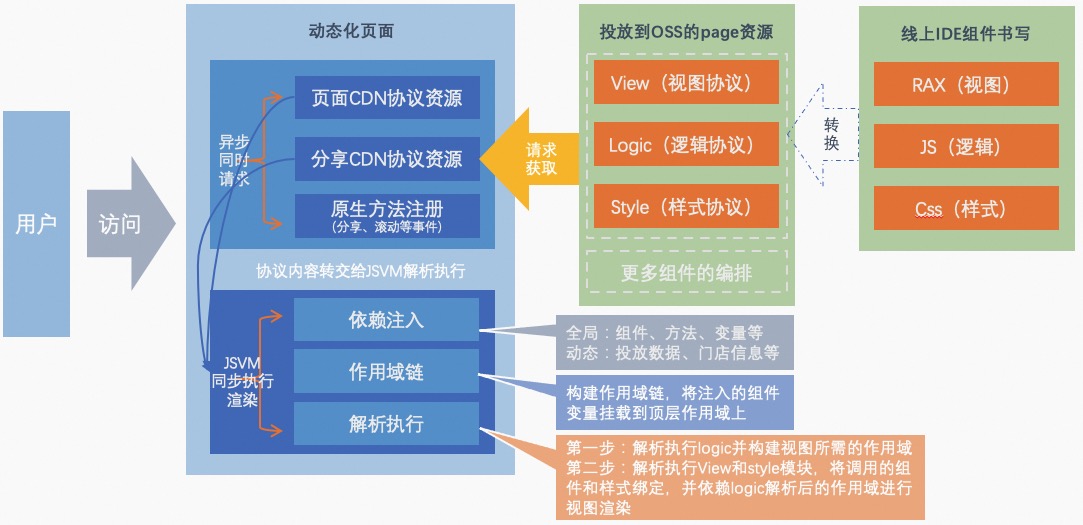 用户
访问
动态化页面
异步
同时
请求
页面CDN协议资源
分享CDN协议资源
原生方法注册
(分享、滚动等事件)
协议内容转交给JSVM解析执行
JSVM
同步执行
渲染
依赖注入
作用域链
解析执行
请求
获取
投放到OSS的page资源
View（视图协议）
Logic（逻辑协议）
Style（样式协议）
更多组件的编排
转
换
线上IDE组件书写
RAX（视图）
JS（逻辑）
Css（样式）
全局：组件、方法、变量等
动态：投放数据、门店信息等
构建作用域链，将注入的组件
变量挂载到顶层作用域上
第一步：解析执行logic并构建视图所需的作用域
第二步：解析执行View和style模块，将调用的组
件和样式绑定，并依赖logic解析后的作用域进行
视图渲染